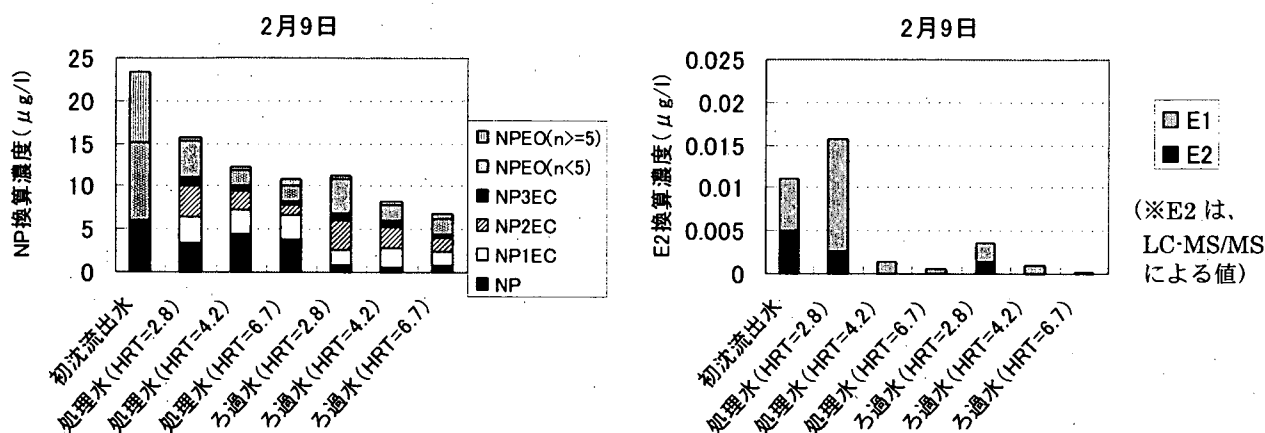 2月9日
NP換算濃度(μg/l)
25
20
15
10
5
0
初沈流出水
処理水(HRT=2.8)
処理水(HRT=4.2)
処理水(HRT=6.7)
ろ過水(HRT=2.8)
ろ過水(HRT=4.2)
ろ過水(HRT=6.7)
NPEO(n>=5)
NPEO(n<5)
NP3EC
NP2EC
NP1EC
NP
2月9日
E2換算濃度(μg/l)
0.025
0.02
0.015
0.01
0.005
0
初沈流出水
処理水(HRT=2.8)
処理水(HRT=4.2)
処理水(HRT=6.7)
ろ過水(HRT=2.8)
ろ過水(HRT=4.2)
ろ過水(HRT=6.7)
E1
E2
(※E2 は、
LC-MS/MS
による値)